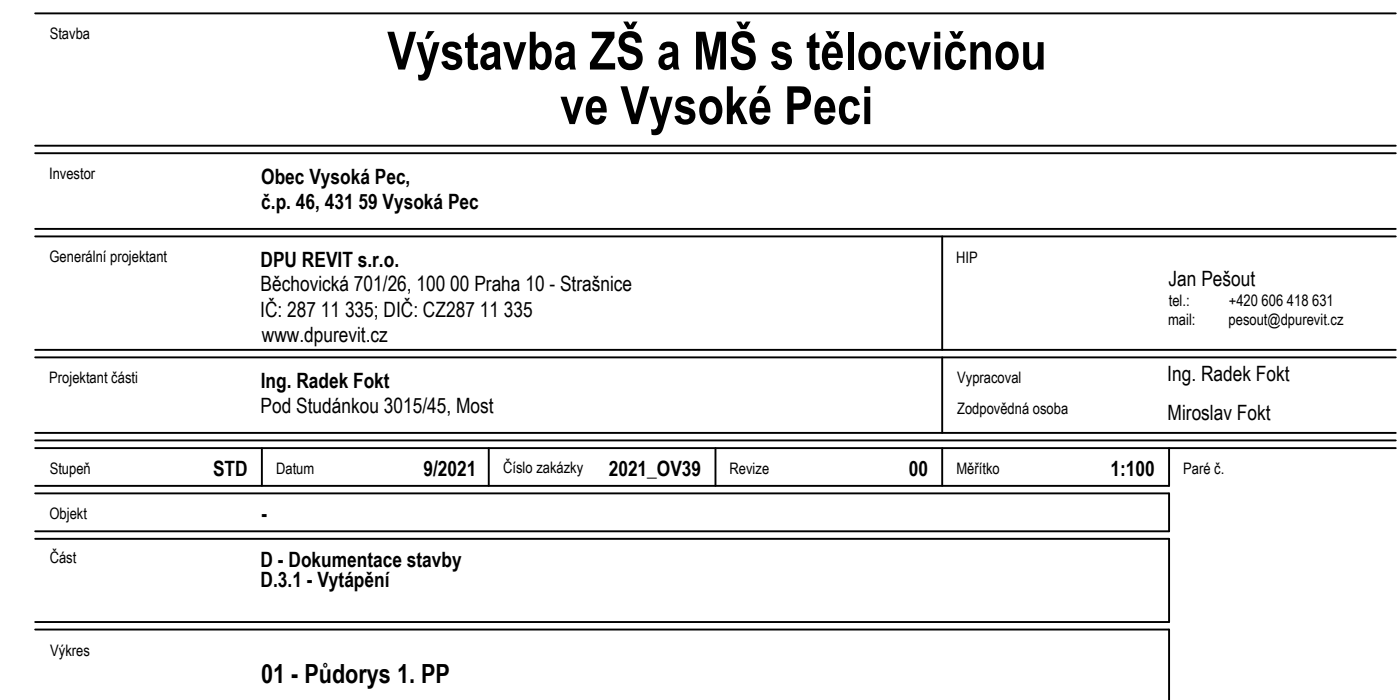 Stavba
Výstavba ZŠ a MŠ s tělocvičnou
ve Vysoké Peci
Investor
Obec Vysoká Pec,
č.p. 46, 431 59 Vysoká Pec
Generální projektant
DPU REVIT s.r.o.
Běchovická 701/26, 100 00 Praha 10 - Strašnice
IČ: 287 11 335; DIČ: CZ287 11 335
www.dpurevit.cz
HIP
Jan Pešout
tel.: +420 606 418 631
mail: pesout@dpurevit.cz
Projektant části
Ing. Radek Fokt
Pod Studánkou 3015/45, Most
Vypracoval Ing. Radek Fokt
Zodpovědná osoba Miroslav Fokt
Stupeň STD Datum 9/2021 Číslo zakázky 2021_OV39 Revize 00 Měřítko 1:100 Paré č.
Objekt -
Část
D - Dokumentace stavby
D.3.1 - Vytápění
Výkres
01 - Půdorys 1. PP